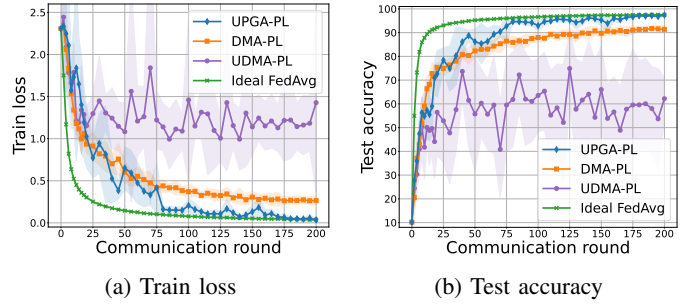 2.5
2.0
1.5
1.0
0.5
0.0
Train loss
UPGA-PL
DMA-PL
UDMA-PL
Ideal FedAvg
0 25 50 75 100 125 150 175 200
Communication round
(a) Train loss
100
90
80
70
60
50
40
30
20
10
Test accuracy
UPGA-PL
DMA-PL
UDMA-PL
Ideal FedAvg
0 25 50 75 100 125 150 175 200
Communication round
(b) Test accuracy